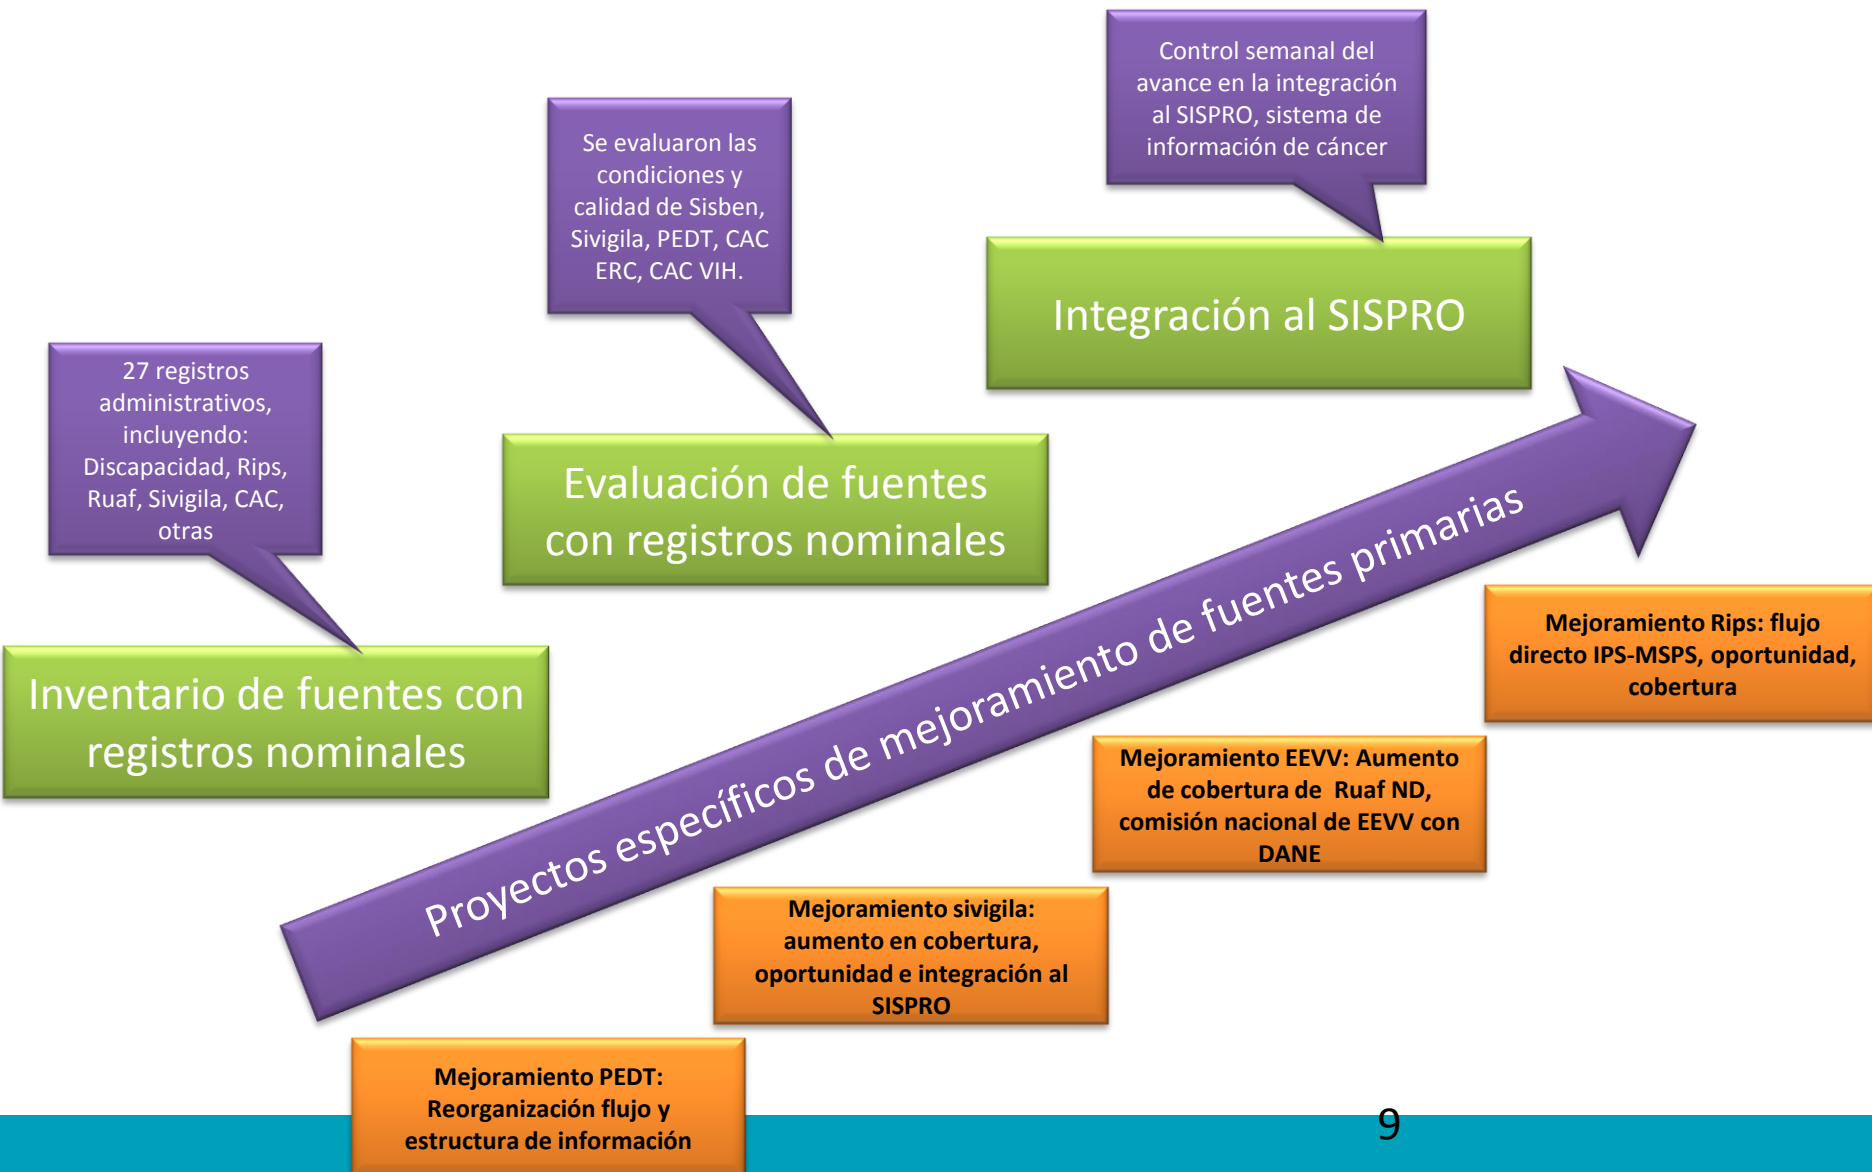 Control semanal del
avance en la integración
al SISPRO, sistema de
información de cáncer
Se evaluaron las
condiciones y
calidad de Sisben,
Sivigila, PEDT, CAC
ERC, CAC VIH.
Integración al SISPRO
27 registros
administrativos,
incluyendo:
Discapacidad, Rips,
Ruaf, Sivigila, CAC,
otras
Evaluación de fuentes
con registros nominales
Inventario de fuentes con
registros nominales
Proyectos específicos de mejoramiento de fuentes primarias
Mejoramiento Rips: flujo
directo IPS-MSPS, oportunidad,
cobertura
Mejoramiento EEVV: Aumento
de cobertura de Ruaf ND,
comisión nacional de EEVV con
DANE
Mejoramiento sivigila:
aumento en cobertura,
oportunidad e integración al
SISPRO
Mejoramiento PEDT:
Reorganización flujo y
estructura de información
9